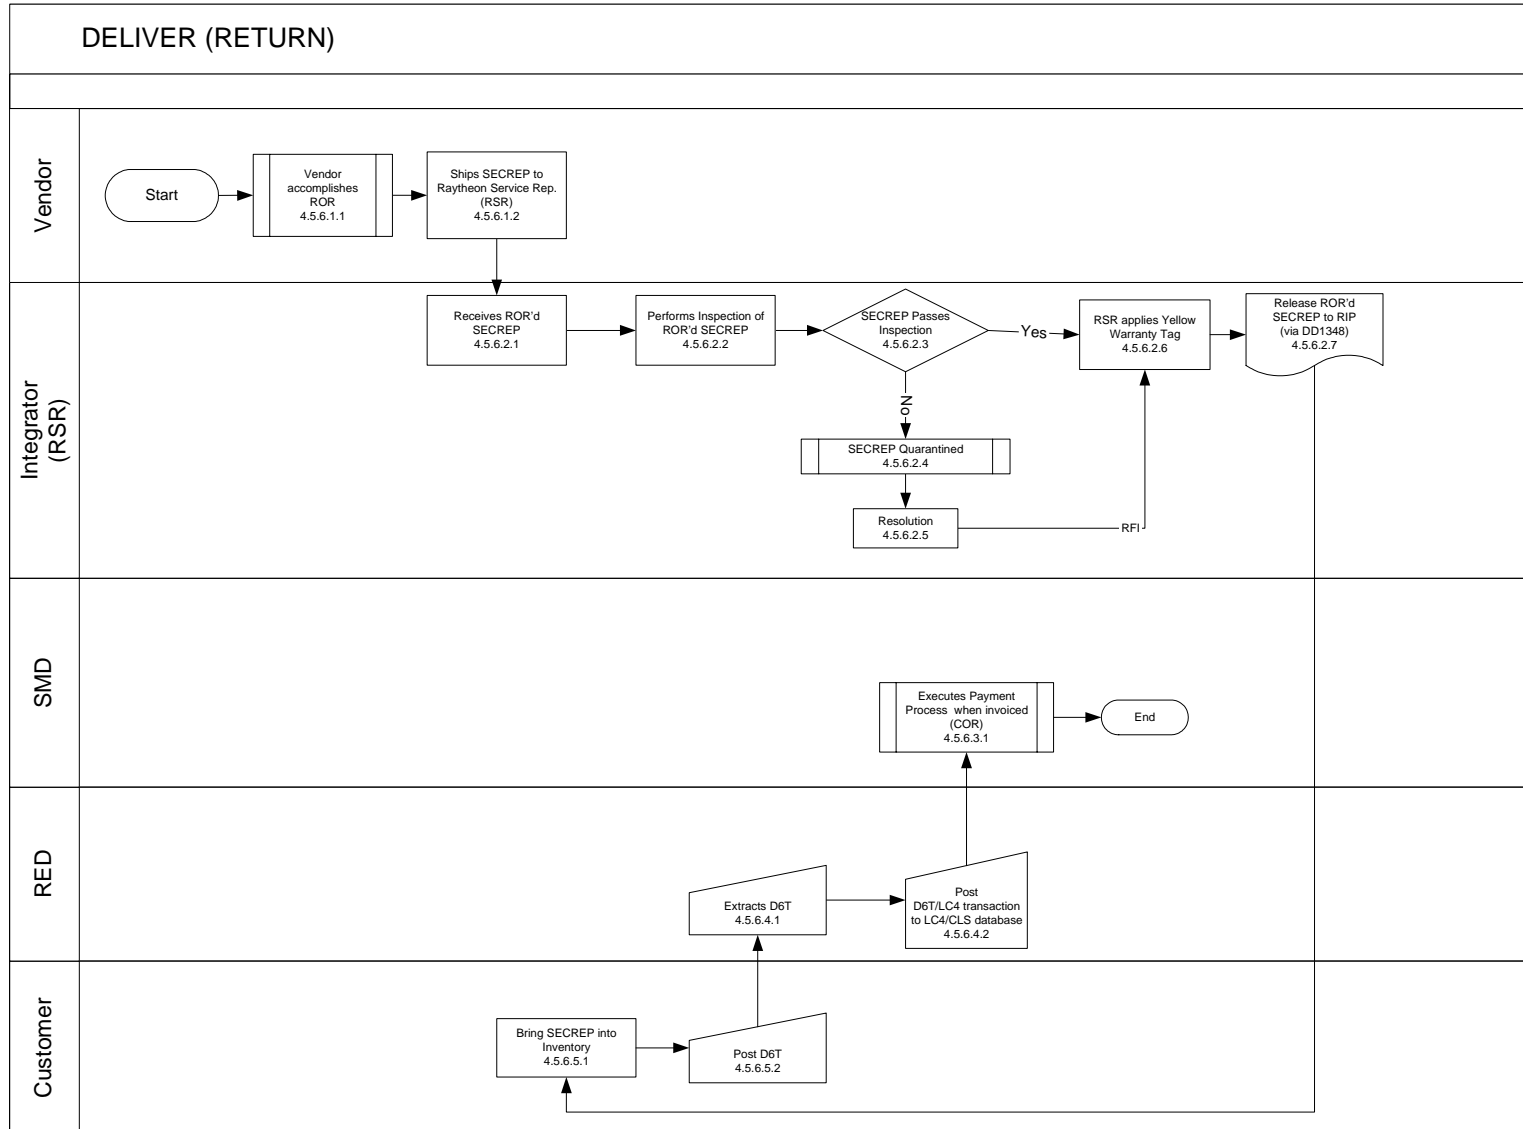 DELIVER (RETURN)
Vendor
Start
Vendor
accomplishes
ROR
4.5.6.1.1
Ships SECREP to
Raytheon Service Rep.
(RSR)
4.5.6.1.2
Integrator
(RSR)
Receives ROR'd
SECREP
4.5.6.2.1
Performs Inspection of
ROR'd SECREP
4.5.6.2.2
SECREP Passes
Inspection
4.5.6.2.3
Yes
RSR applies Yellow
Warranty Tag
4.5.6.2.6
Release ROR'd
SECREP to RIP
(via DD1348)
4.5.6.2.7
No
SECREP Quarantined
4.5.6.2.4
Resolution
4.5.6.2.5
RFI
SMD
Executes Payment
Process when invoiced
(COR)
4.5.6.3.1
End
RED
Extracts D6T
4.5.6.4.1
Post
D6T/LC4 transaction
to LC4/CLS database
4.5.6.4.2
Customer
Bring SECREP into
Inventory
4.5.6.5.1
Post D6T
4.5.6.5.2